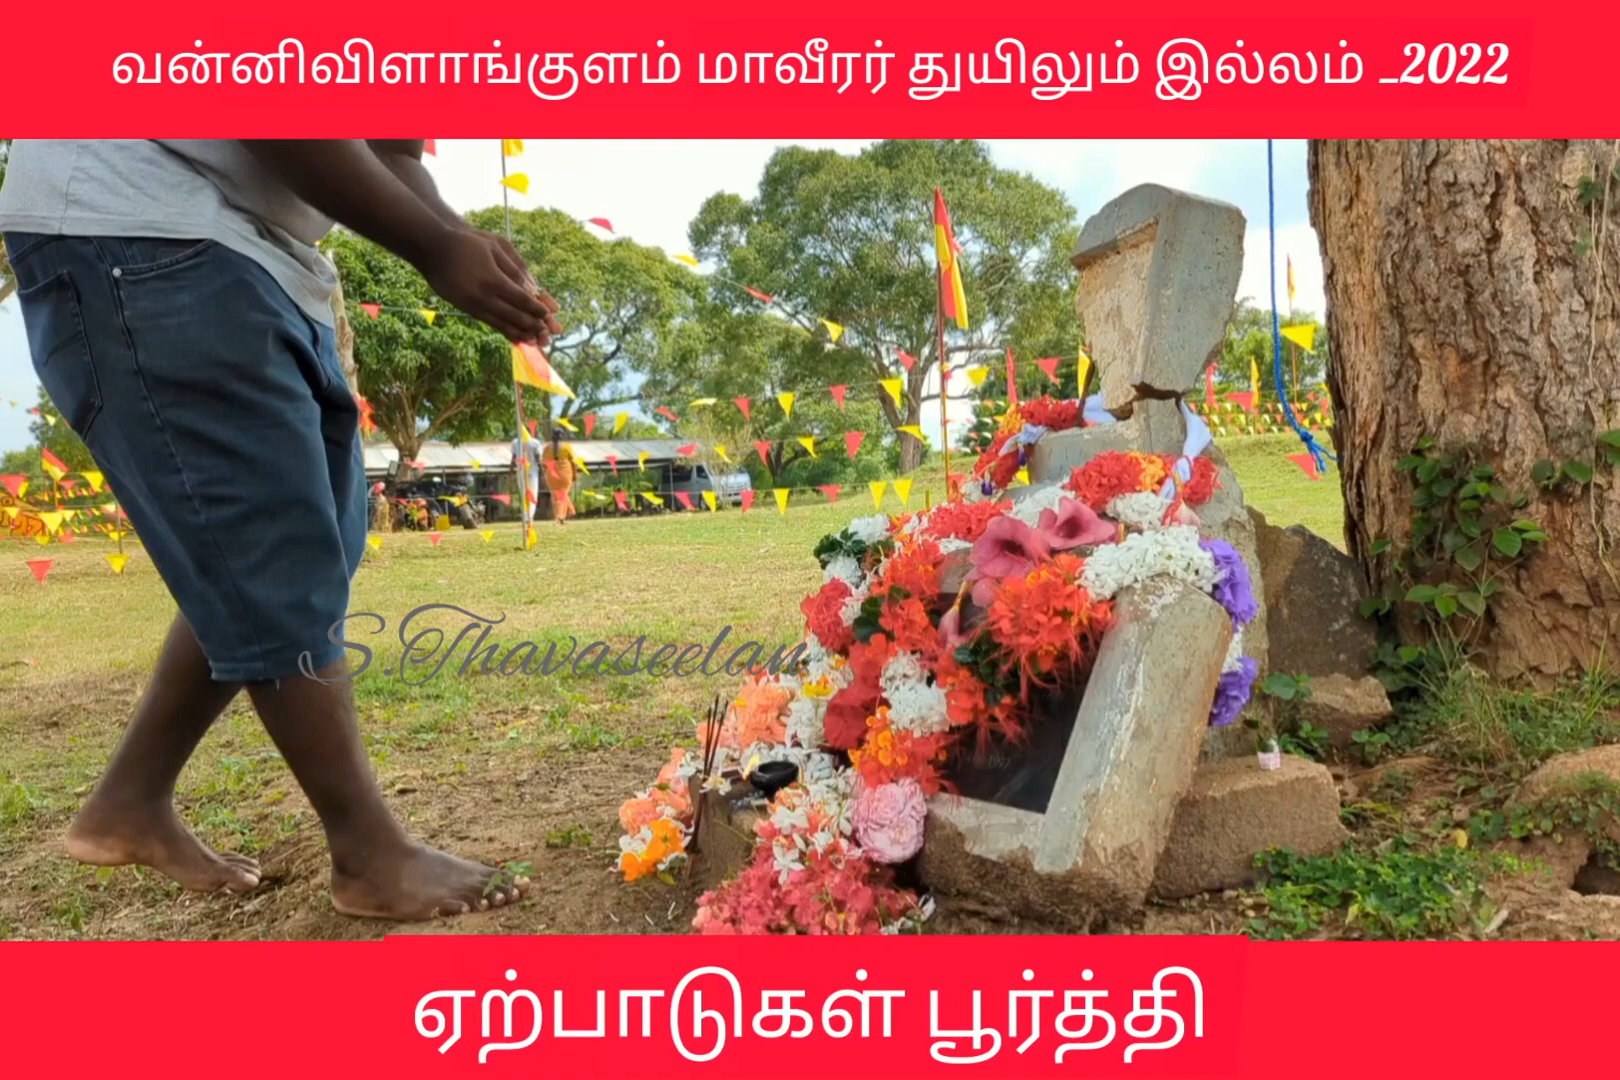 வன்னிவிளாங்குளம் மாவீரர் துயிலும் இல்லம் _2022
S.Thavaseelan
ஏற்பாடுகள் பூர்த்தி